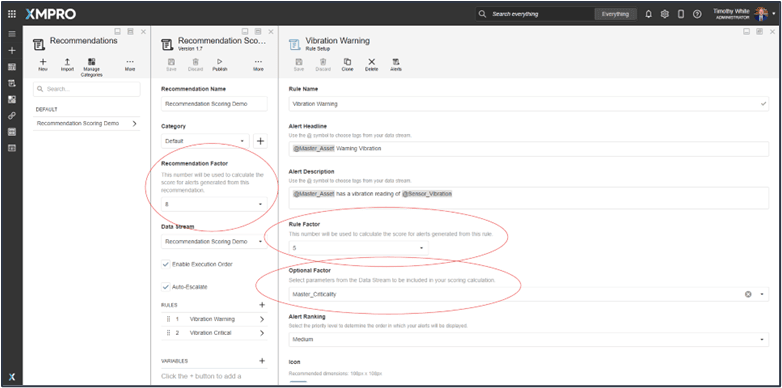 XMPRO
Search everything
Everything
Timothy White
ADMINISTRATOR
Recommendations
New
Import
Manage
Categories
More
Search...
DEFAULT
Recommendation Scoring Demo
Recommendation Sco...
Version 1.7
Save
Discard
Publish
More
Recommendation Name
Recommendation Scoring Demo
Category
Default
Recommendation Factor
This number will be used to calculate the
score for alerts generated from this
recommendation.
8
Data Stream
Recommendation Scoring Demo
Enable Execution Order
Auto-Escalate
RULES
1 Vibration Warning
2 Vibration Critical
VARIABLES
Click the + button to add a
Vibration Warning
Rule Setup
Save
Discard
Clone
Delete
Alerts
Rule Name
Vibration Warning
Alert Headline
Use the @ symbol to choose tags from your data stream.
@Master_Asset Warning Vibration
Alert Description
Use the @ symbol to choose tags from your data stream.
@Master_Asset has a vibration reading of @Sensor_Vibration
Rule Factor
This number will be used to calculate the score for alerts generated from this rule.
5
Optional Factor
Select parameters from the Data Stream to be included in your scoring calculation.
Master_Criticality
Alert Ranking
Select the priority level to determine the order in which your alerts will be displayed.
Medium
Icon
Recommended dimensions: 108px x 108px